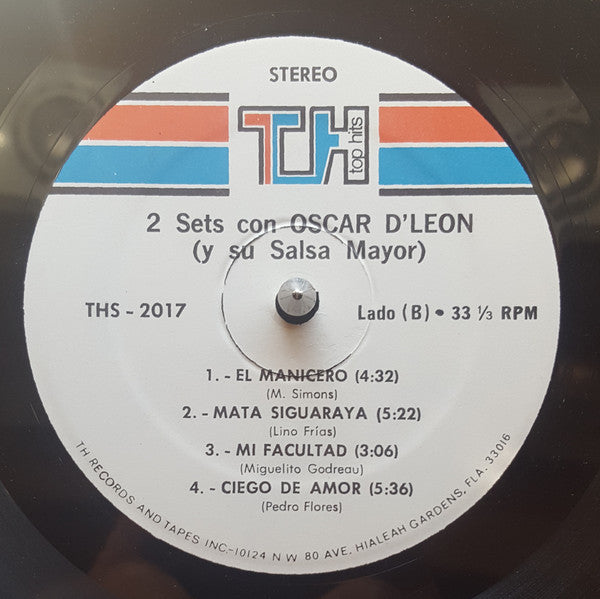 STEREO
TH
top hits
2 Sets con OSCAR D'LEON
(y su Salsa Mayor)
THS - 2017
Lado (B) • 33 ⅓ RPM
1. - EL MANICERO (4:32)
(M. Simons)
2. - MATA SIGUARAYA (5:22)
(Lino Frías)
3. - MI FACULTAD (3:06)
(Miguelito Godreau)
4. - CIEGO DE AMOR (5:36)
(Pedro Flores)
TH RECORDS AND TAPES INC.-10124 N W 80 AVE. HIALEAH GARDENS, FLA. 33016